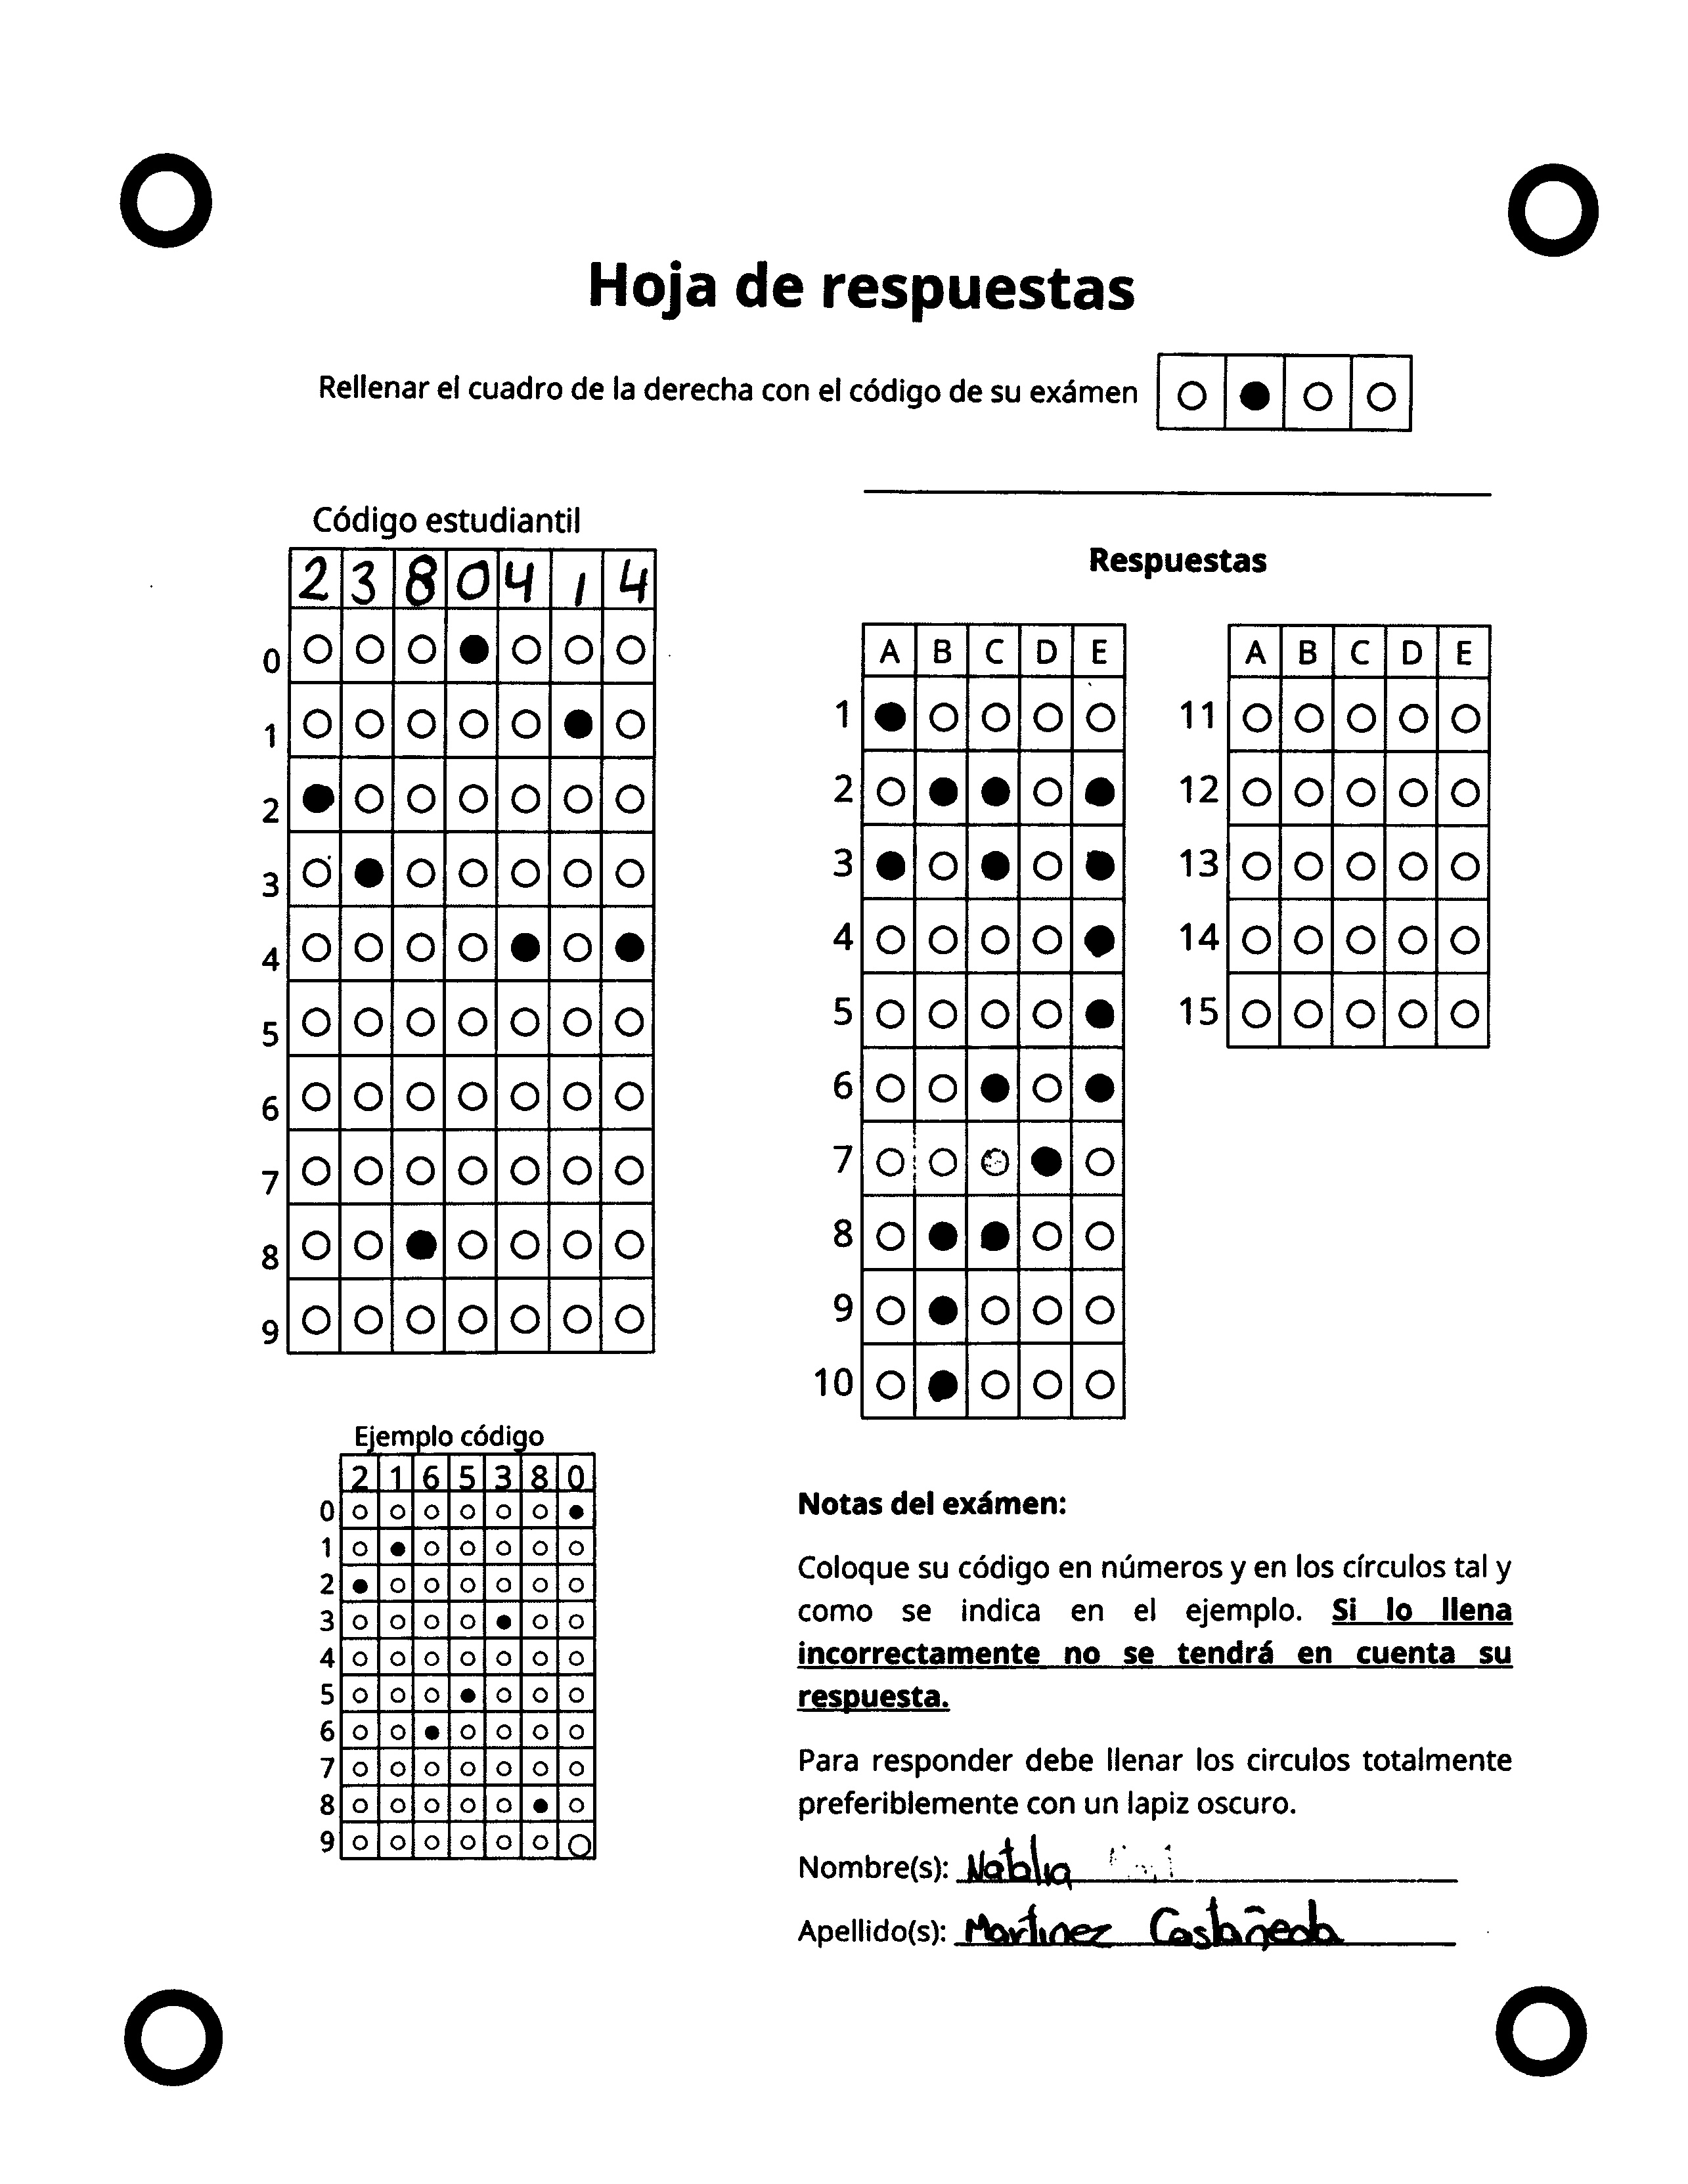 Hoja de respuestas
Rellenar el cuadro de la derecha con el código de su exámen
Código estudiantil
2 3 8 0 4 1 4
0
1
2
3
4
5
6
7
8
9
Ejemplo código
2 1 6 5 3 8 0
0
1
2
3
4
5
6
7
8
9
Respuestas
A B C D E
1
2
3
4
5
6
7
8
9
10
A B C D E
11
12
13
14
15
Notas del exámen:
Coloque su código en números y en los círculos tal y
como se indica en el ejemplo. Si lo llena
incorrectamente no se tendrá en cuenta su
respuesta.
Para responder debe llenar los circulos totalmente
preferiblemente con un lapiz oscuro.
Nombre(s): Natalia
Apellido(s): Martinez Castañeda